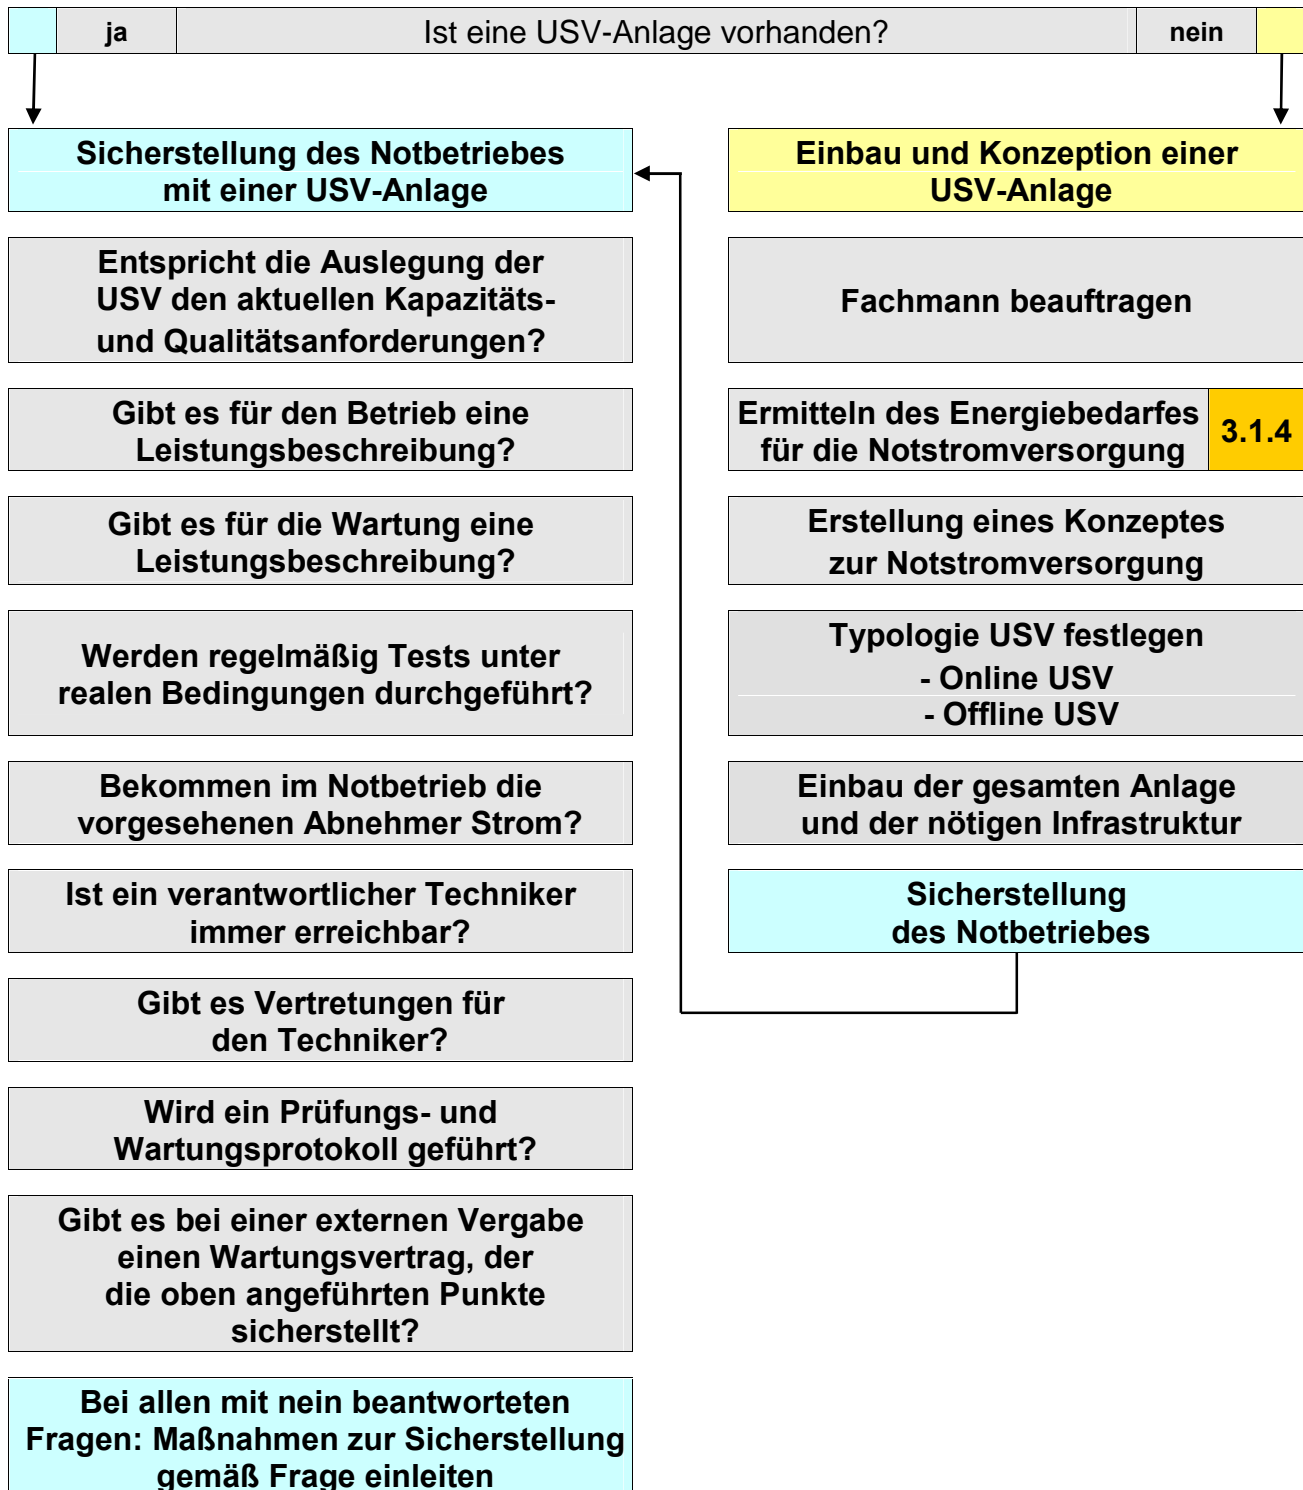 ja Ist eine USV-Anlage vorhanden? nein
Sicherstellung des Notbetriebes
mit einer USV-Anlage
Entspricht die Auslegung der
USV den aktuellen Kapazitäts-
und Qualitätsanforderungen?
Gibt es für den Betrieb eine
Leistungsbeschreibung?
Gibt es für die Wartung eine
Leistungsbeschreibung?
Werden regelmäßig Tests unter
realen Bedingungen durchgeführt?
Bekommen im Notbetrieb die
vorgesehenen Abnehmer Strom?
Ist ein verantwortlicher Techniker
immer erreichbar?
Gibt es Vertretungen für
den Techniker?
Wird ein Prüfungs- und
Wartungsprotokoll geführt?
Gibt es bei einer externen Vergabe
einen Wartungsvertrag, der
die oben angeführten Punkte
sicherstellt?
Bei allen mit nein beantworteten
Fragen: Maßnahmen zur Sicherstellung
gemäß Frage einleiten
Einbau und Konzeption einer
USV-Anlage
Fachmann beauftragen
Ermitteln des Energiebedarfes
für die Notstromversorgung
3.1.4
Erstellung eines Konzeptes
zur Notstromversorgung
Typologie USV festlegen
- Online USV
- Offline USV
Einbau der gesamten Anlage
und der nötigen Infrastruktur
Sicherstellung
des Notbetriebes